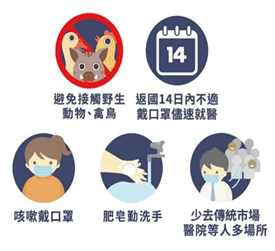 14
避免接觸野生
動物、禽鳥
返國14日內不適
戴口罩儘速就醫
咳嗽戴口罩
肥皂勤洗手
少去傳統市場
醫院等人多場所